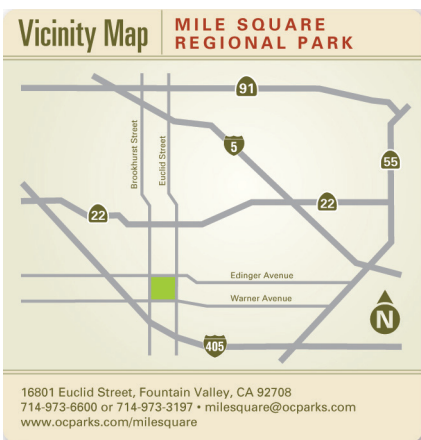 Vicinity Map
MILE SQUARE
REGIONAL PARK
91
Brookhurst Street
Euclid Street
5
55
22
22
Edinger Avenue
Warner Avenue
N
405
16801 Euclid Street, Fountain Valley, CA 92708
714-973-6600 or 714-973-3197 • milesquare@ocparks.com
www.ocparks.com/milesquare